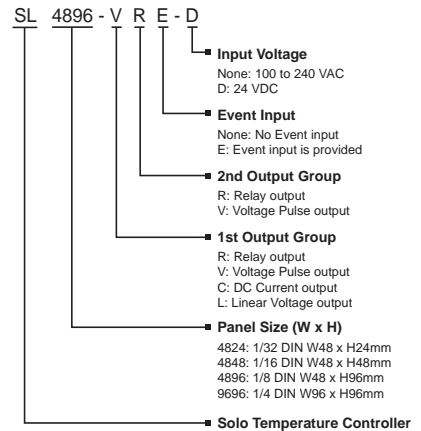 SL 4896 - V R E - D
Input Voltage
None: 100 to 240 VAC
D: 24 VDC
Event Input
None: No Event input
E: Event input is provided
2nd Output Group
R: Relay output
V: Voltage Pulse output
1st Output Group
R: Relay output
V: Voltage Pulse output
C: DC Current output
L: Linear Voltage output
Panel Size (W x H)
4824: 1/32 DIN W48 x H24mm
4848: 1/16 DIN W48 x H48mm
4896: 1/8 DIN W48 x H96mm
9696: 1/4 DIN W96 x H96mm
Solo Temperature Controller